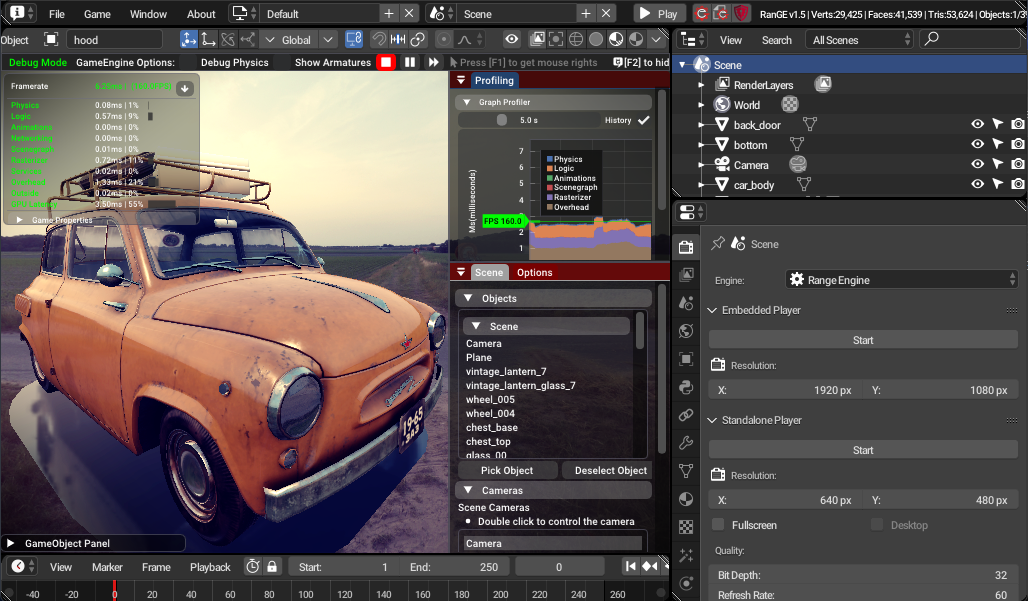 File Game Window About Default Scene Play RanGE v1.5 | Verts:29,425 | Faces:41,539 | Tris:53,624 | Objects:1/3
Object hood Global
View Search All Scenes
Debug Mode GameEngine Options: Debug Physics Show Armatures Press [F1] to get mouse rights [F2] to hid
Framerate
Physics 0.08ms | 1%
Logic 0.57ms | 9%
Animations 0.00ms | 0%
Networking 0.00ms | 0%
Scenegraph 0.01ms | 0%
Rasterizer 0.72ms | 11%
0.02ms | 0%
1.33ms | 21%
0.02ms | 0%
3.50ms | 55%
Game Properties
19-65
GameObject Panel
Profiling
Graph Profiler
5.0 s History
7
6
5
4
2
1
Ms(milliseconds)
Physics
Logic
Animations
Scenegraph
Rasterizer
Overhead
FPS 160.0
Scene Options
Objects
Scene
Camera
Plane
vintage_lantern_7
vintage_lantern_glass_7
wheel_005
wheel_004
chest_base
chest_top
glass_00
Pick Object Deselect Object
Cameras
Scene Cameras
Double click to control the camera
Camera
View Marker Frame Playback Start: 1 End: 250 0
-40 -20 0 20 40 60 80 100 120 140 160 180 200 220 240 260
Scene
RenderLayers
World
back_door
bottom
Camera
car_body
Scene
Engine: Range Engine
Embedded Player
Start
Resolution:
X: 1920 px Y: 1080 px
Standalone Player
Start
Resolution:
X: 640 px Y: 480 px
Fullscreen Desktop
Quality:
Bit Depth: 32
Refresh Rate: 60